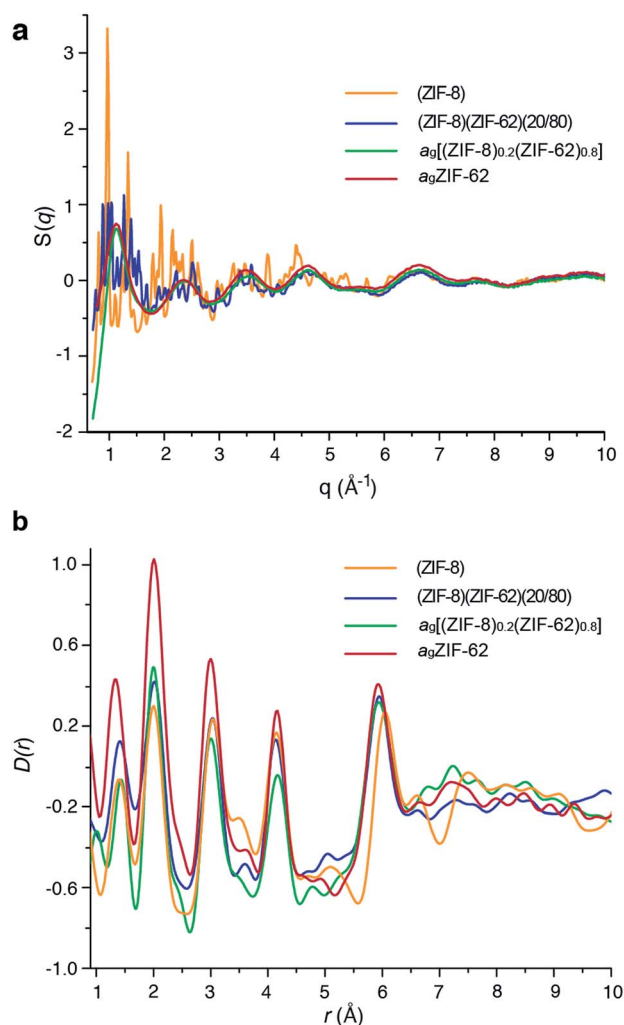 a
3
2
1
0
-1
-2
S(q)
(ZIF-8)
(ZIF-8)(ZIF-62)(20/80)
agZIF-8)0.2(ZIF-62)0.8]
agZIF-62
1 2 3 4 5 6 7 8 9 10
q (Å-1)
b
1.0
0.6
0.2
-0.2
-0.6
-1.0
D(r)
(ZIF-8)
(ZIF-8)(ZIF-62)(20/80)
ag[(ZIF-8)0.2(ZIF-62)0.8]
agZIF-62
1 2 3 4 5 6 7 8 9 10
r (Å)